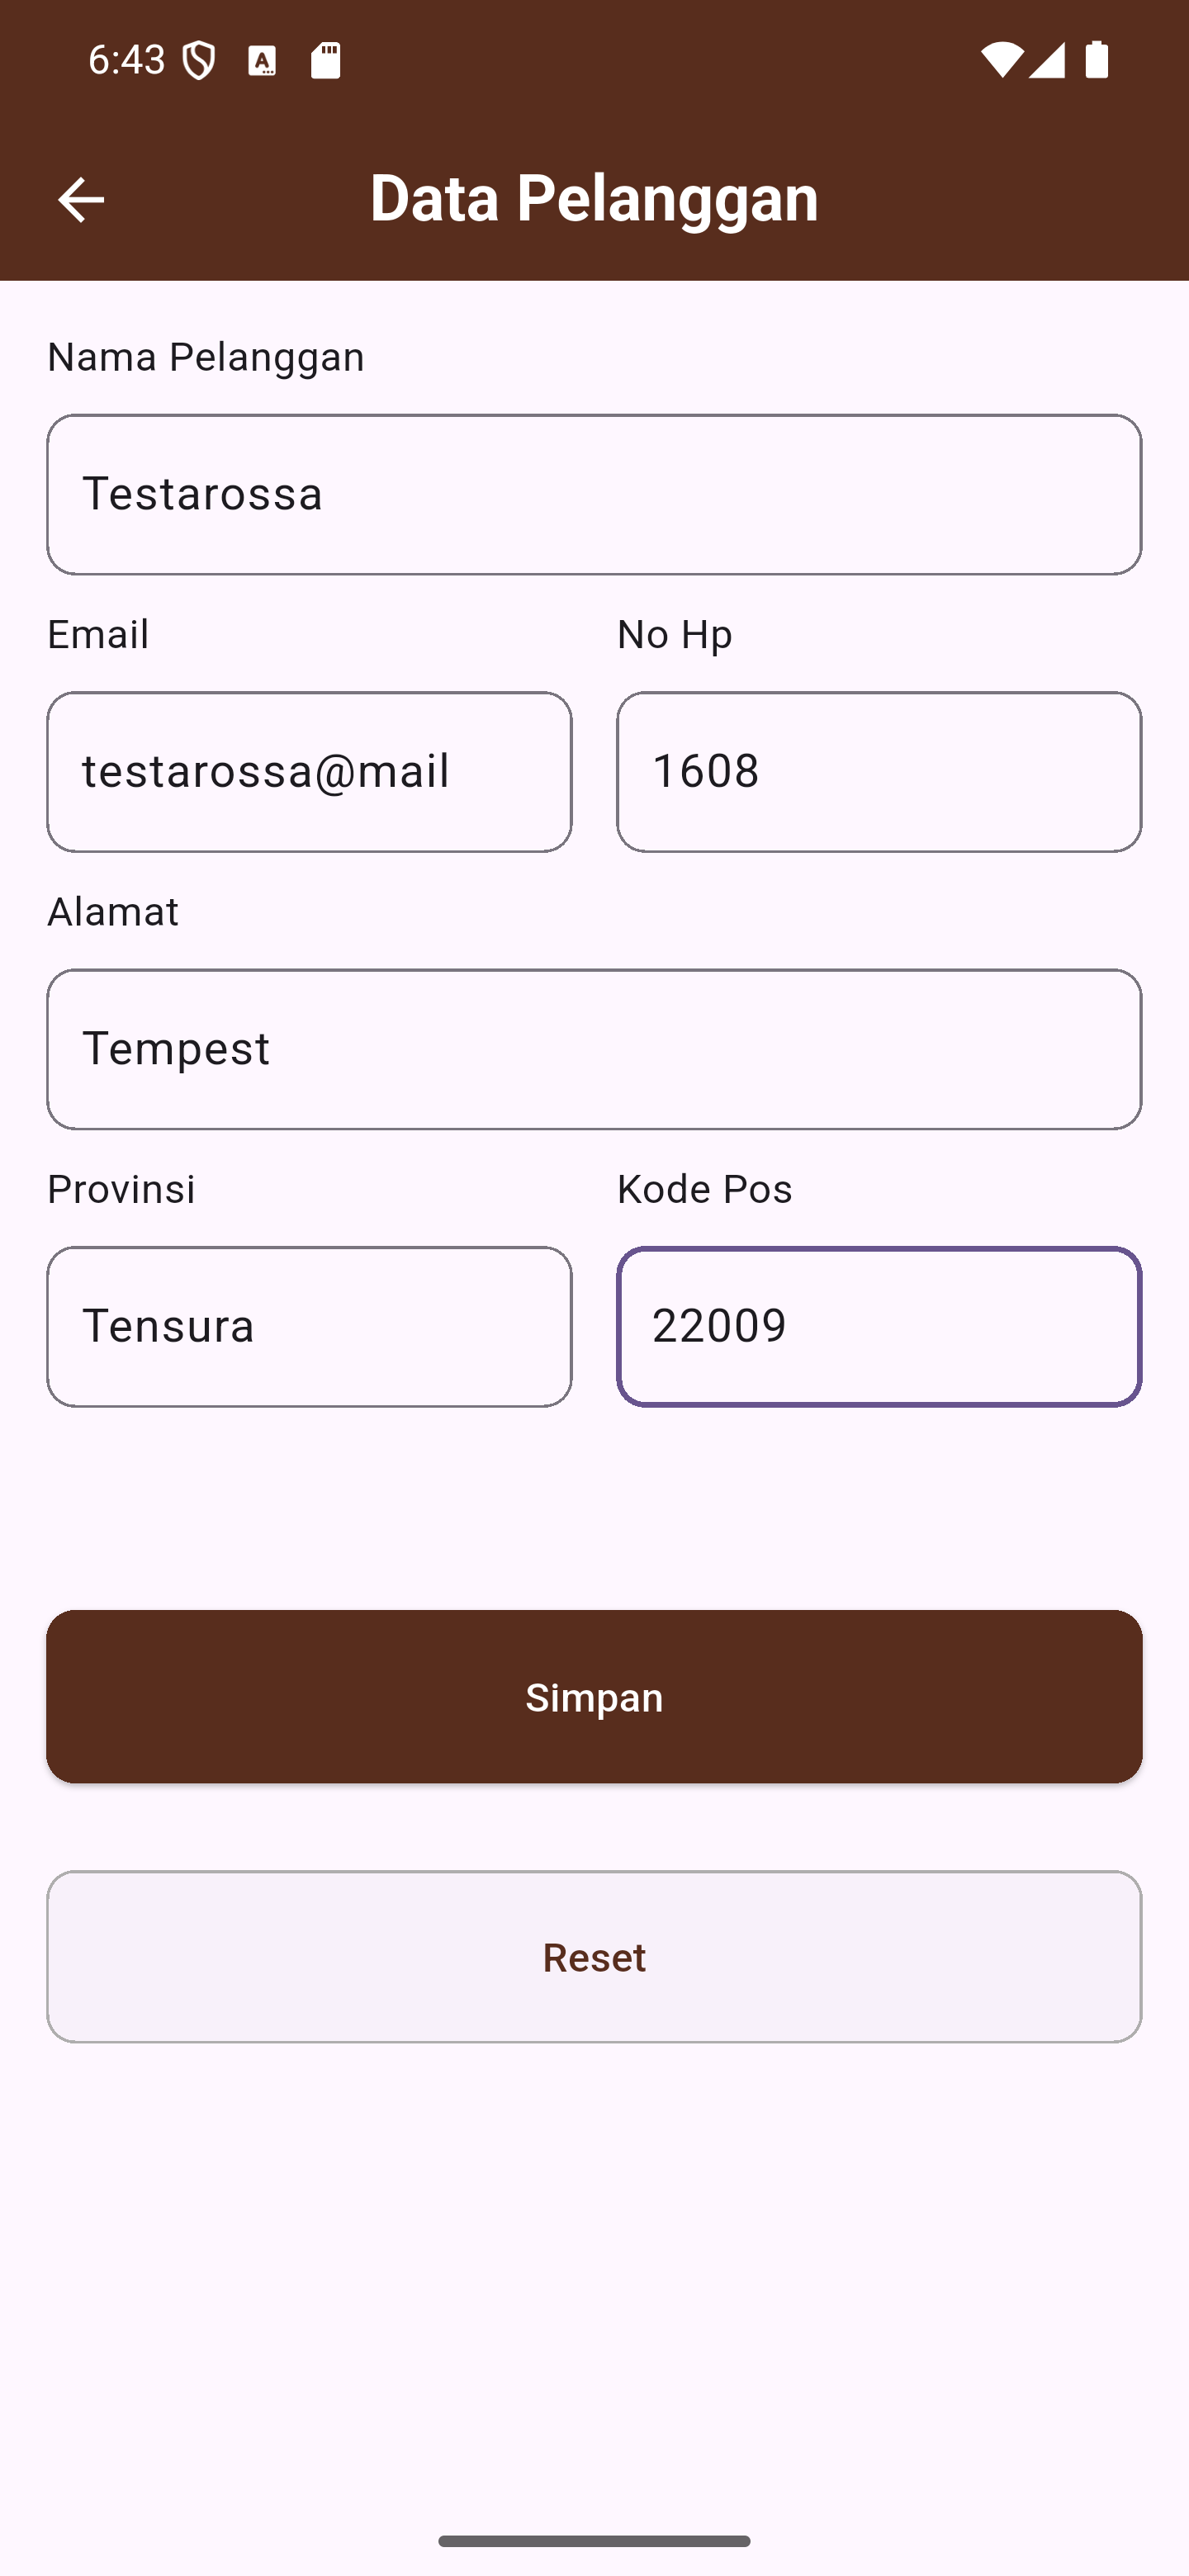 6:43
Data Pelanggan
Nama Pelanggan
Testarossa
Email
No Hp
testarossa@mail
1608
Alamat
Tempest
Provinsi
Kode Pos
Tensura
22009
Simpan
Reset